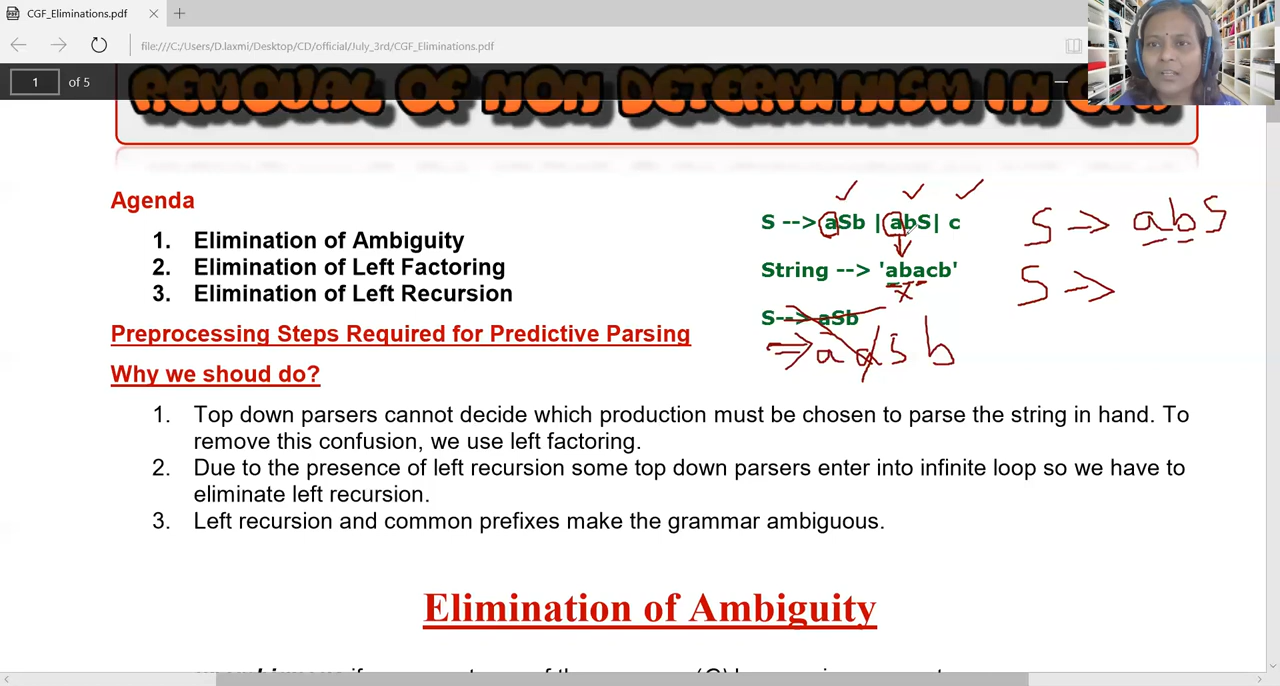 CGF_Eliminations.pdf
file:///C:/Users/D.laxmi/Desktop/CD/official/July_3rd/CGF_Eliminations.pdf
1 of 5
REMOVAL OF NON DETERMINISM IN
Agenda
1. Elimination of Ambiguity
2. Elimination of Left Factoring
3. Elimination of Left Recursion
S --> aSb | abS| c
String --> 'abacb'
x
S--> aSb
=> a a s b
S -> abS
S ->
Preprocessing Steps Required for Predictive Parsing
Why we shoud do?
1. Top down parsers cannot decide which production must be chosen to parse the string in hand. To
remove this confusion, we use left factoring.
2. Due to the presence of left recursion some top down parsers enter into infinite loop so we have to
eliminate left recursion.
3. Left recursion and common prefixes make the grammar ambiguous.
Elimination of Ambiguity